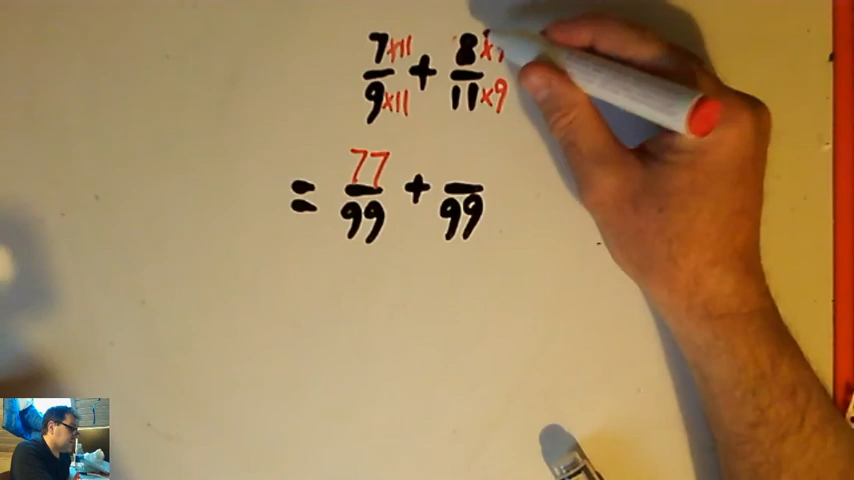 7×11/9×11 + 8×/11×9
= 77/99 + /99